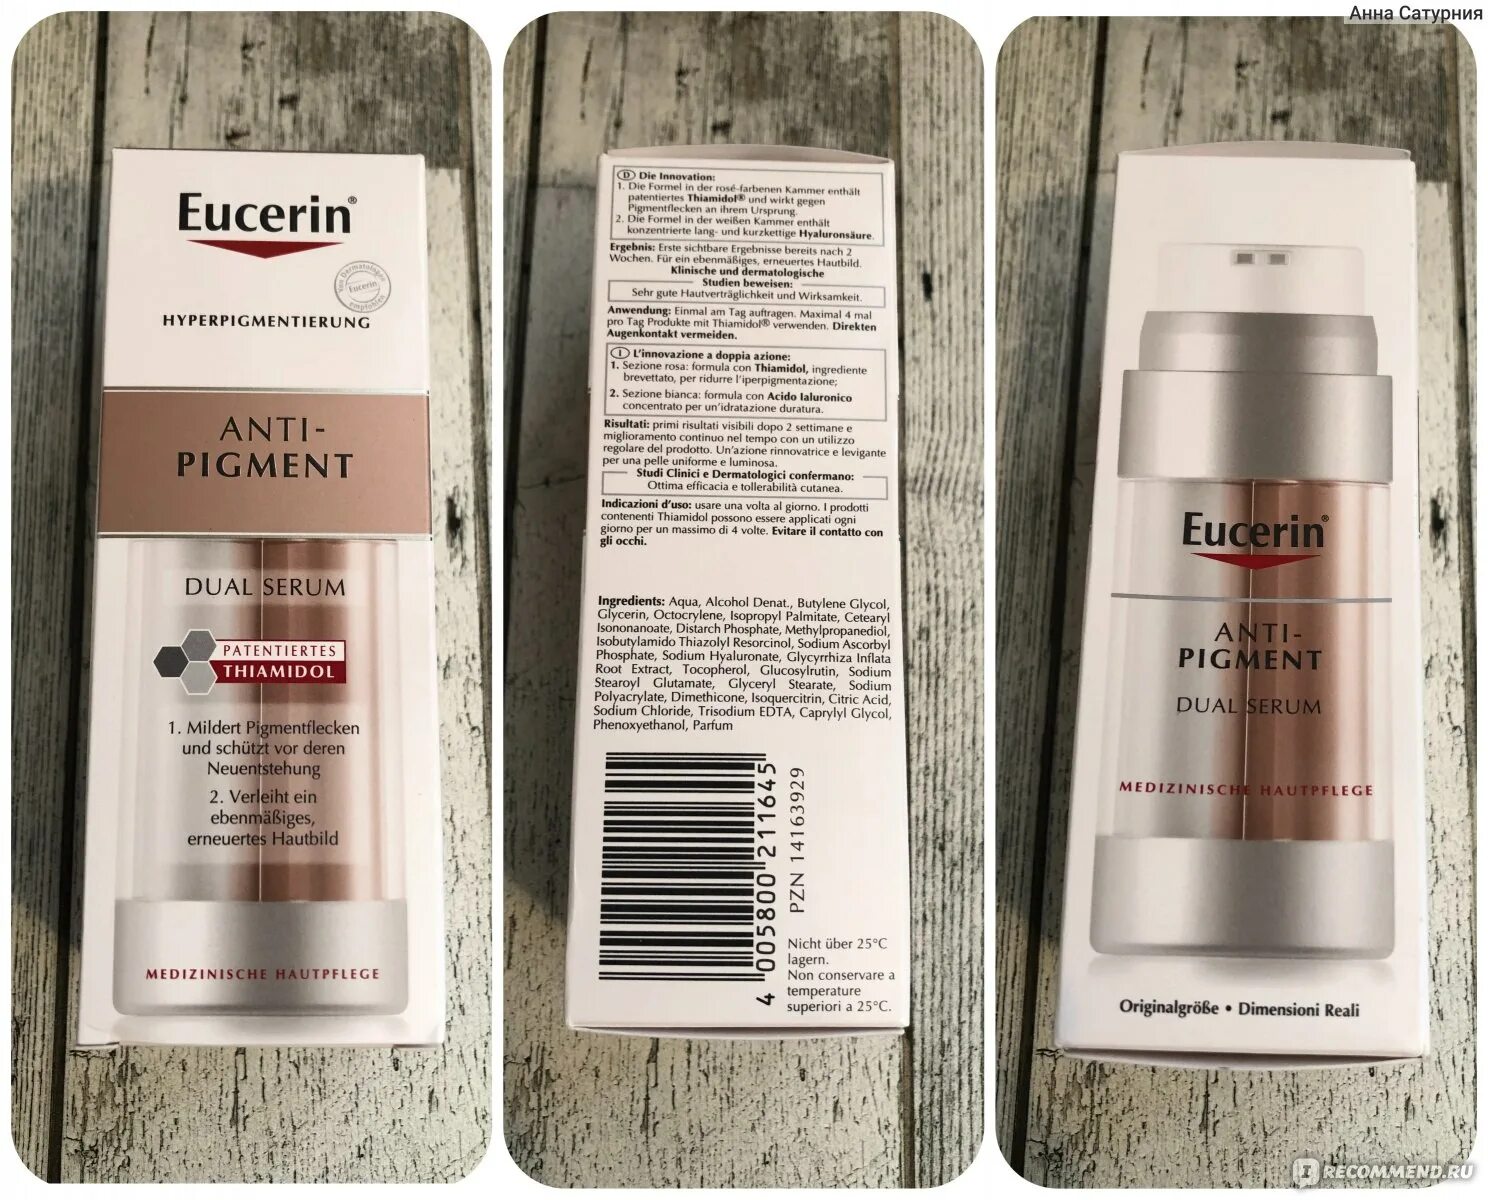 Анна Сатурния
Eucerin®
Von Dermatologen
Eucerin
empfohlen
HYPERPIGMENTIERUNG
ANTI-
PIGMENT
DUAL SERUM
PATENTIERTES
THIAMIDOL
1. Mildert Pigmentflecken
und schützt vor deren
Neuentstehung
2. Verleiht ein
ebenmäßiges,
erneuertes Hautbild
MEDIZINISCHE HAUTPFLEGE
D Die Innovation:
1. Die Formel in der rosé-farbenen Kammer enthält
patentiertes Thiamidol® und wirkt gegen
Pigmentflecken an ihrem Ursprung.
2. Die Formel in der weißen Kammer enthält
konzentrierte lang- und kurzkettige Hyaluronsäure.
Ergebnis: Erste sichtbare Ergebnisse bereits nach 2
Wochen. Für ein ebenmäßiges, erneuertes Hautbild.
Klinische und dermatologische
Studien beweisen:
Sehr gute Hautverträglichkeit und Wirksamkeit.
Anwendung: Einmal am Tag auftragen. Maximal 4 mal
pro Tag Produkte mit Thiamidol® verwenden. Direkten
Augenkontakt vermeiden.
I L'innovazione a doppia azione:
1. Sezione rosa: formula con Thiamidol, ingrediente
brevettato, per ridurre l'iperpigmentazione;
2. Sezione bianca: formula con Acido Ialuronico
concentrato per un'idratazione duratura.
Risultati: primi risultati visibili dopo 2 settimane e
miglioramento continuo nel tempo con un utilizzo
regolare del prodotto. Un'azione rinnovatrice e levigante
per una pelle uniforme e luminosa.
Studi Clinici e Dermatologici confermano:
Ottima efficacia e tollerabilità cutanea.
Indicazioni d'uso: usare una volta al giorno. I prodotti
contenenti Thiamidol possono essere applicati ogni
giorno per un massimo di 4 volte. Evitare il contatto con
gli occhi.
Ingredients: Aqua, Alcohol Denat., Butylene Glycol,
Glycerin, Octocrylene, Isopropyl Palmitate, Cetearyl
Isononanoate, Distarch Phosphate, Methylpropanediol,
Isobutylamido Thiazolyl Resorcinol, Sodium Ascorbyl
Phosphate, Sodium Hyaluronate, Glycyrrhiza Inflata
Root Extract, Tocopherol, Glucosylrutin, Sodium
Stearoyl Glutamate, Glyceryl Stearate, Sodium
Polyacrylate, Dimethicone, Isoquercitrin, Citric Acid,
Sodium Chloride, Trisodium EDTA, Caprylyl Glycol,
Phenoxyethanol, Parfum
4 005800 211645
PZN 14163929
Nicht über 25°C
lagern.
Non conservare a
temperature
superiori a 25°C.
Eucerin®
ANTI-
PIGMENT
DUAL SERUM
MEDIZINISCHE HAUTPFLEGE
Originalgröße • Dimensioni Reali
IRECOMMEND.RU